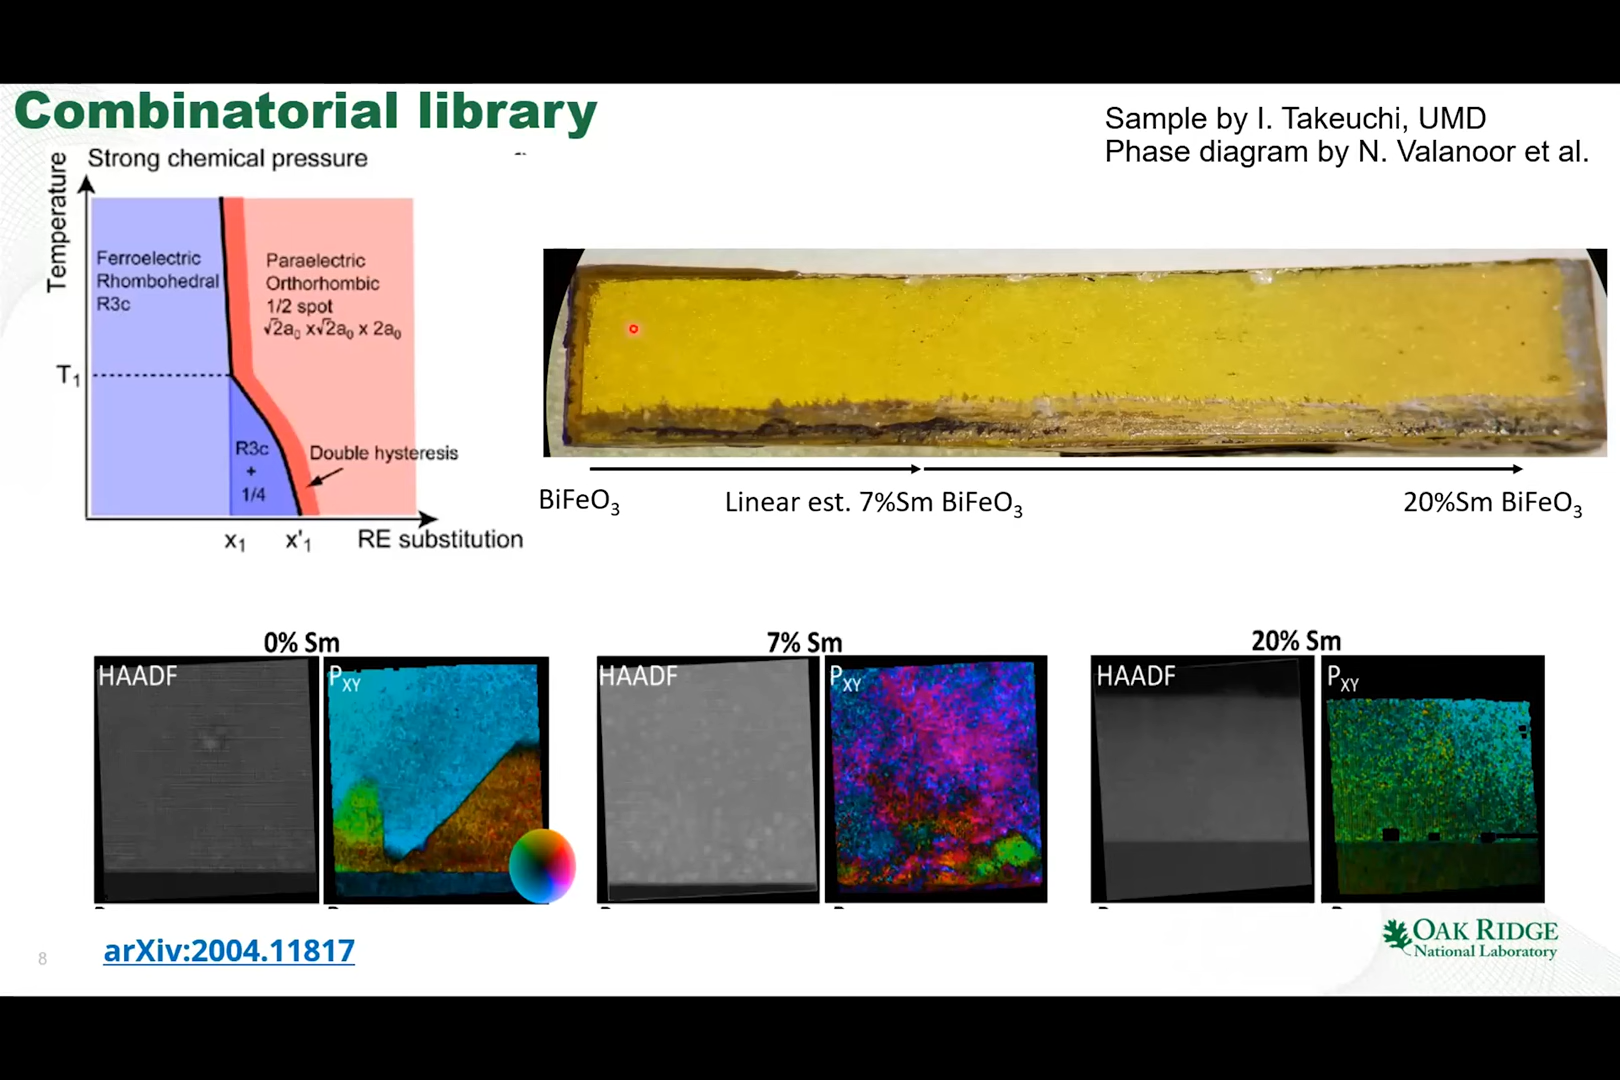 Combinatorial library
Sample by I. Takeuchi, UMD
Phase diagram by N. Valanoor et al.
Strong chemical pressure
Temperature
Ferroelectric
Rhombohedral
R3c
Paraelectric
Orthorhombic
1/2 spot
√2a₀ x√2a₀ x 2a₀
T₁
R3c
+
1/4
Double hysteresis
x₁
x'₁
RE substitution
BiFeO₃
Linear est. 7%Sm BiFeO₃
20%Sm BiFeO₃
0% Sm
HAADF
P_XY
7% Sm
HAADF
P_XY
20% Sm
HAADF
P_XY
8
arXiv:2004.11817
OAK RIDGE
National Laboratory